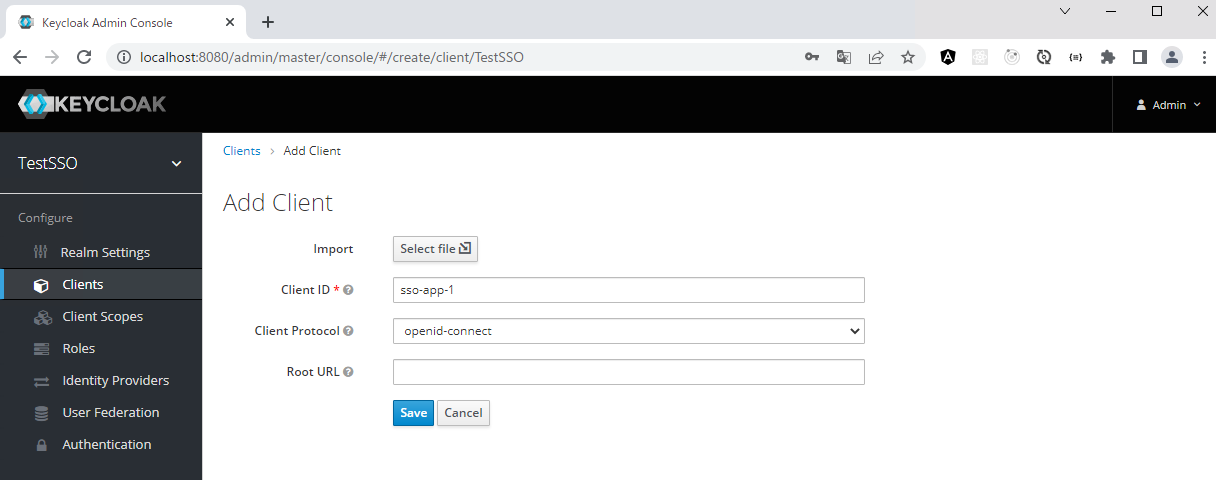 Keycloak Admin Console
localhost:8080/admin/master/console/#/create/client/TestSSO
KEYCLOAK
Admin
TestSSO
Clients > Add Client
Add Client
Configure
Import Select file
Realm Settings
Clients
Client ID * sso-app-1
Client Scopes
Client Protocol openid-connect
Roles
Root URL
Identity Providers
User Federation
Save Cancel
Authentication